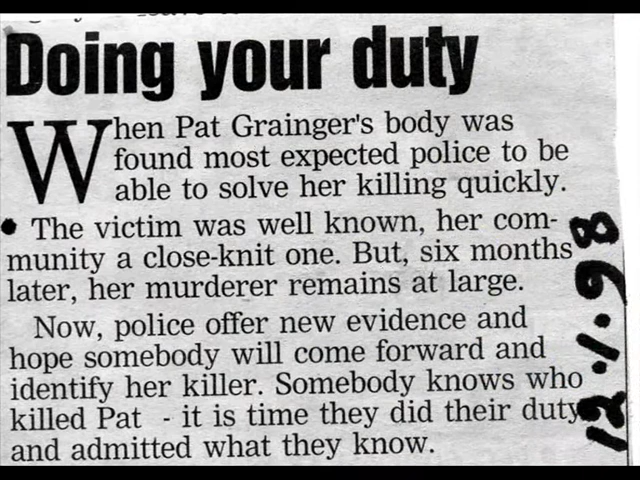 Doing your duty
When Pat Grainger's body was
found most expected police to be
able to solve her killing quickly.
• The victim was well known, her com-
munity a close-knit one. But, six months
later, her murderer remains at large.
Now, police offer new evidence and
hope somebody will come forward and
identify her killer. Somebody knows who
killed Pat - it is time they did their duty
and admitted what they know.
12.1.98